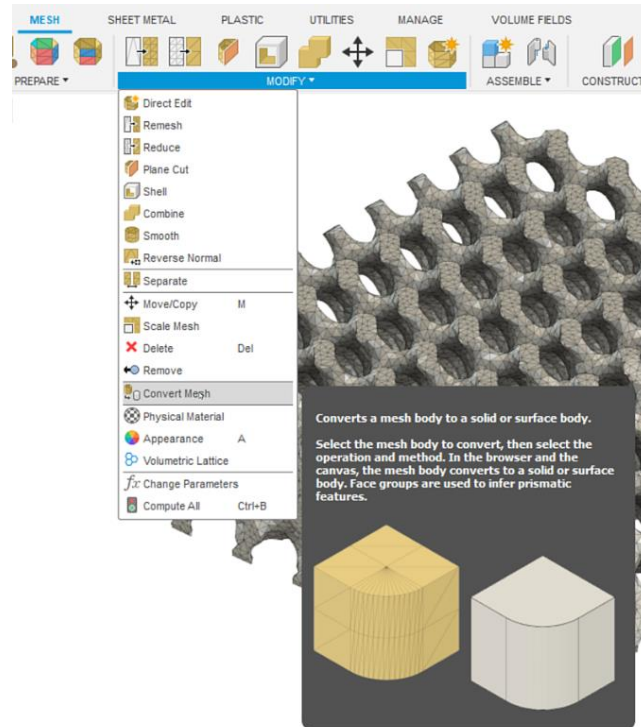 MESH SHEET METAL PLASTIC UTILITIES MANAGE VOLUME FIELDS
PREPARE MODIFY ASSEMBLE CONSTRUCT
Direct Edit
Remesh
Reduce
Plane Cut
Shell
Combine
Smooth
Reverse Normal
Separate
Move/Copy M
Scale Mesh
Delete Del
Remove
Convert Mesh
Physical Material
Appearance A
Volumetric Lattice
fx Change Parameters
Compute All Ctrl+B
Converts a mesh body to a solid or surface body.
Select the mesh body to convert, then select the
operation and method. In the browser and the
canvas, the mesh body converts to a solid or surface
body. Face groups are used to infer prismatic
features.